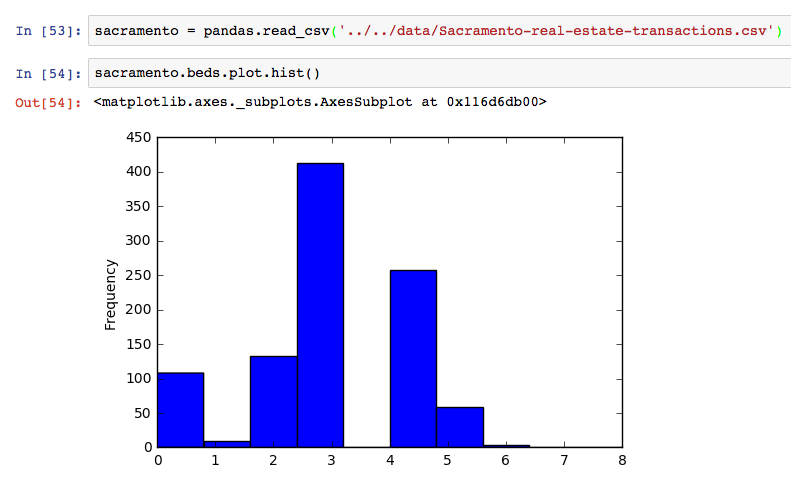 In [53]: sacramento = pandas.read_csv('../../data/Sacramento-real-estate-transactions.csv')
In [54]: sacramento.beds.plot.hist()
Out[54]: <matplotlib.axes._subplots.AxesSubplot at 0x116d6db00>
450
400
350
300
250
200
150
100
50
0
Frequency
0 1 2 3 4 5 6 7 8